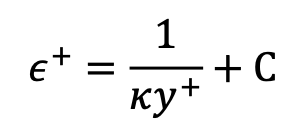 ϵ⁺ = 1/(κy⁺) + C